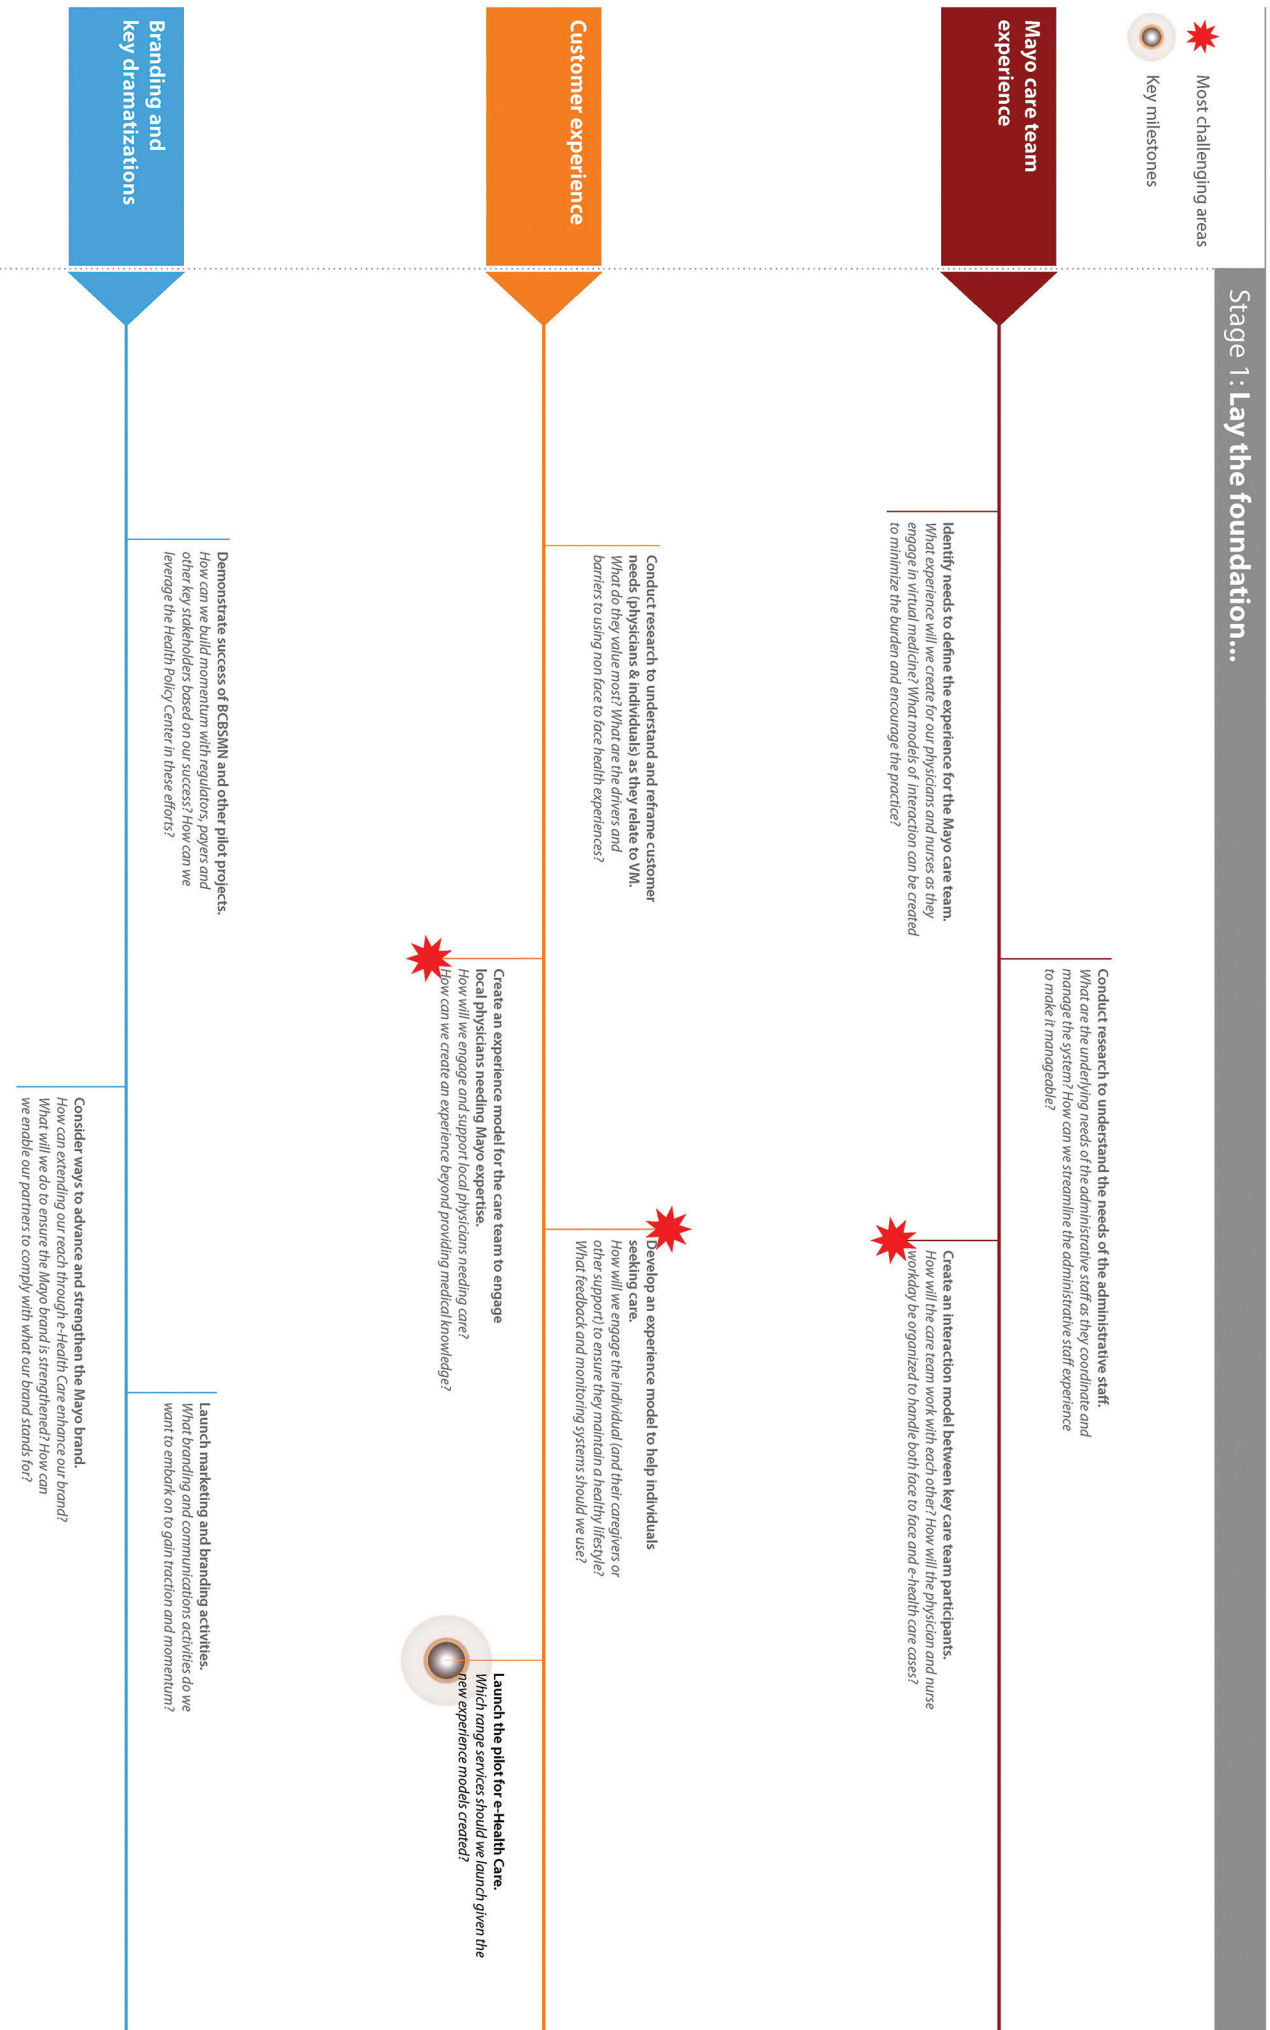 Most challenging areas
Key milestones
Stage 1: Lay the foundation...
Mayo care team
experience
Identify needs to define the experience for the Mayo care team.
What experience will we create for our physicians and nurses as they
engage in virtual medicine? What models of interaction can be created
to minimize the burden and encourage the practice?
Conduct research to understand the needs of the administrative staff.
What are the underlying needs of the administrative staff as they coordinate and
manage the system? How can we streamline the administrative staff experience
to make it manageable?
Create an interaction model between key care team participants.
How will the care team work with each other? How will the physician and nurse
workday be organized to handle both face to face and e-health care cases?
Customer experience
Conduct research to understand and reframe customer
needs (physicians & individuals) as they relate to VM.
What do they value most? What are the drivers and
barriers to using non face to face health experiences?
Create an experience model for the care team to engage
local physicians needing Mayo expertise.
How will we engage and support local physicians needing care?
How can we create an experience beyond providing medical knowledge?
Develop an experience model to help individuals
seeking care.
How will we engage the individual (and their caregivers or
other support) to ensure they maintain a healthy lifestyle?
What feedback and monitoring systems should we use?
Launch the pilot for e-Health Care.
Which range services should we launch given the
new experience models created?
Branding and
key dramatizations
Demonstrate success of BCBSMN and other pilot projects.
How can we build momentum with regulators, payers and
other key stakeholders based on our success? How can we
leverage the Health Policy Center in these efforts?
Consider ways to advance and strengthen the Mayo brand.
How can extending our reach through e-Health Care enhance our brand?
What will we do to ensure the Mayo brand is strengthened? How can
we enable our partners to comply with what our brand stands for?
Launch marketing and branding activities.
What branding and communications activities do we
want to embark on to gain traction and momentum?